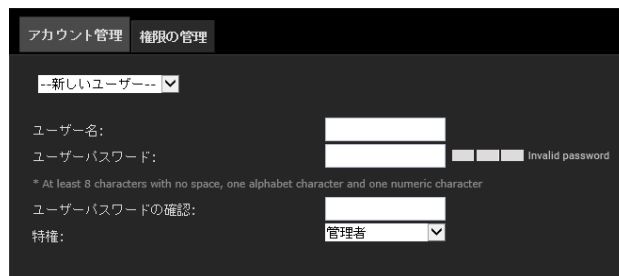 アカウント管理 権限の管理
--新しいユーザー--
ユーザー名:
ユーザーパスワード: Invalid password
* At least 8 characters with no space, one alphabet character and one numeric character
ユーザーパスワードの確認:
特権: 管理者